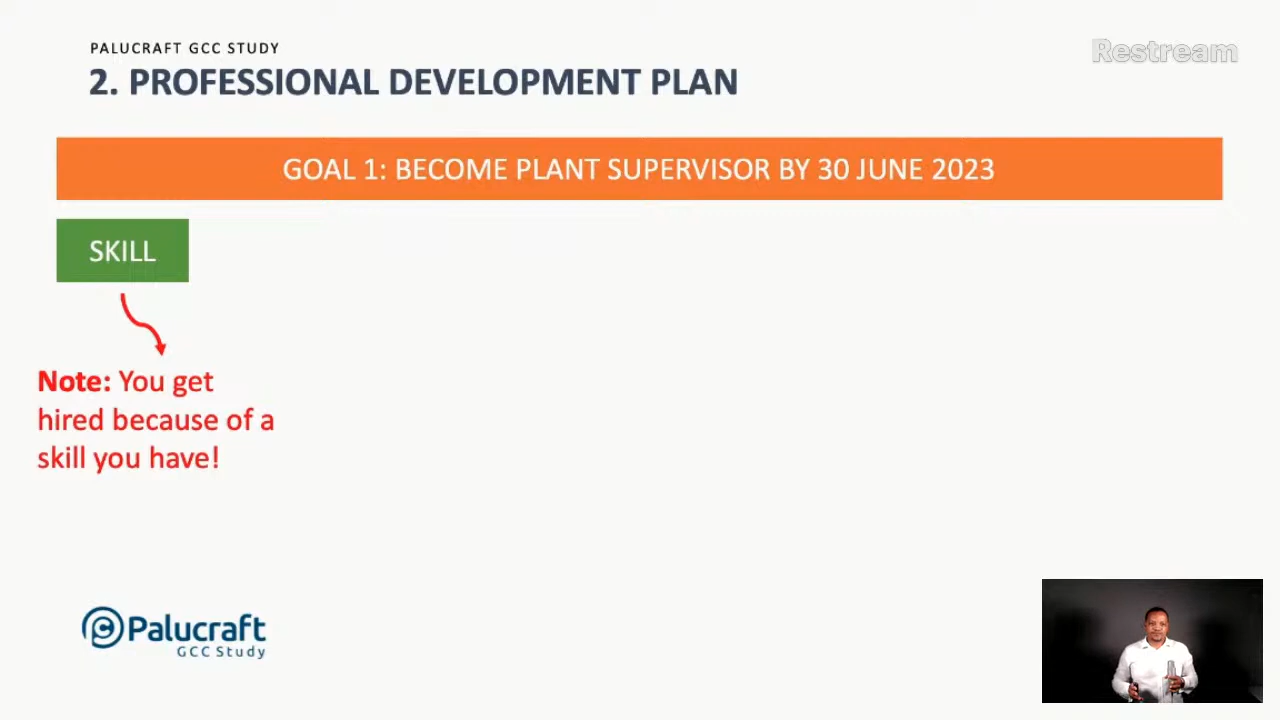 PALUCRAFT GCC STUDY
Restream
2. PROFESSIONAL DEVELOPMENT PLAN
GOAL 1: BECOME PLANT SUPERVISOR BY 30 JUNE 2023
SKILL
Note: You get
hired because of a
skill you have!
Palucraft
GCC Study